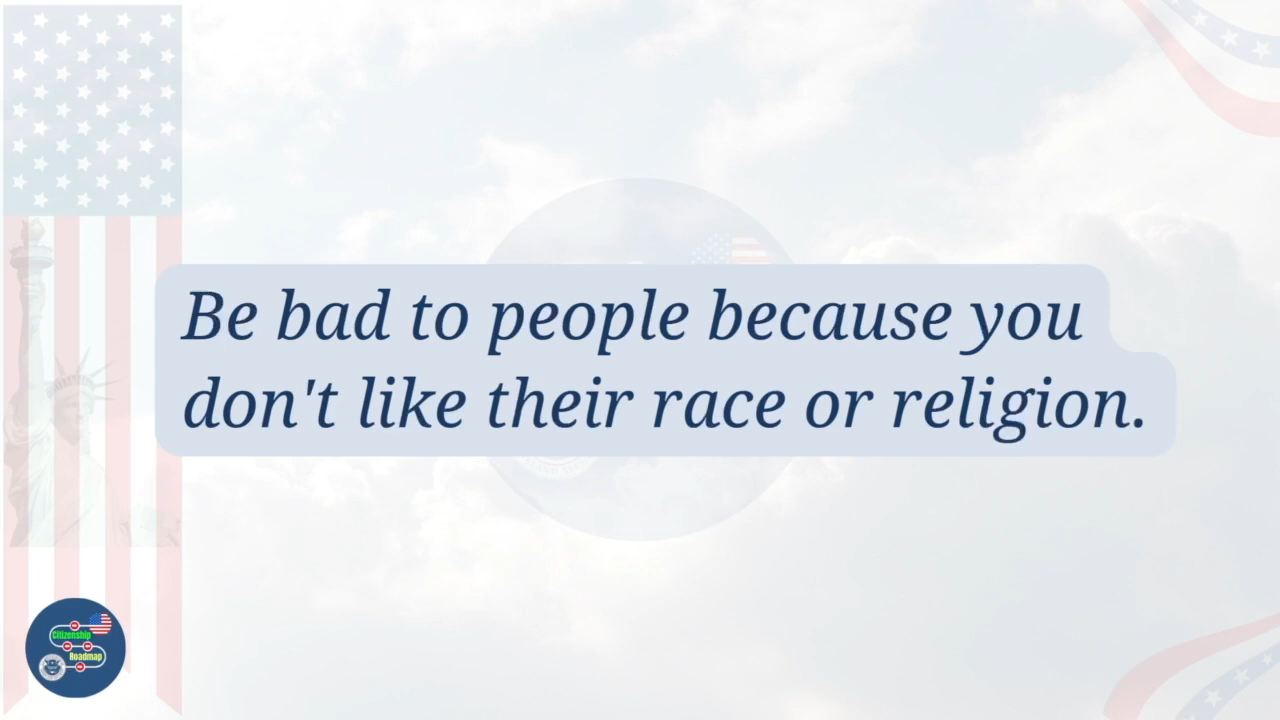 Be bad to people because you
don't like their race or religion.
Citizenship
Roadmap